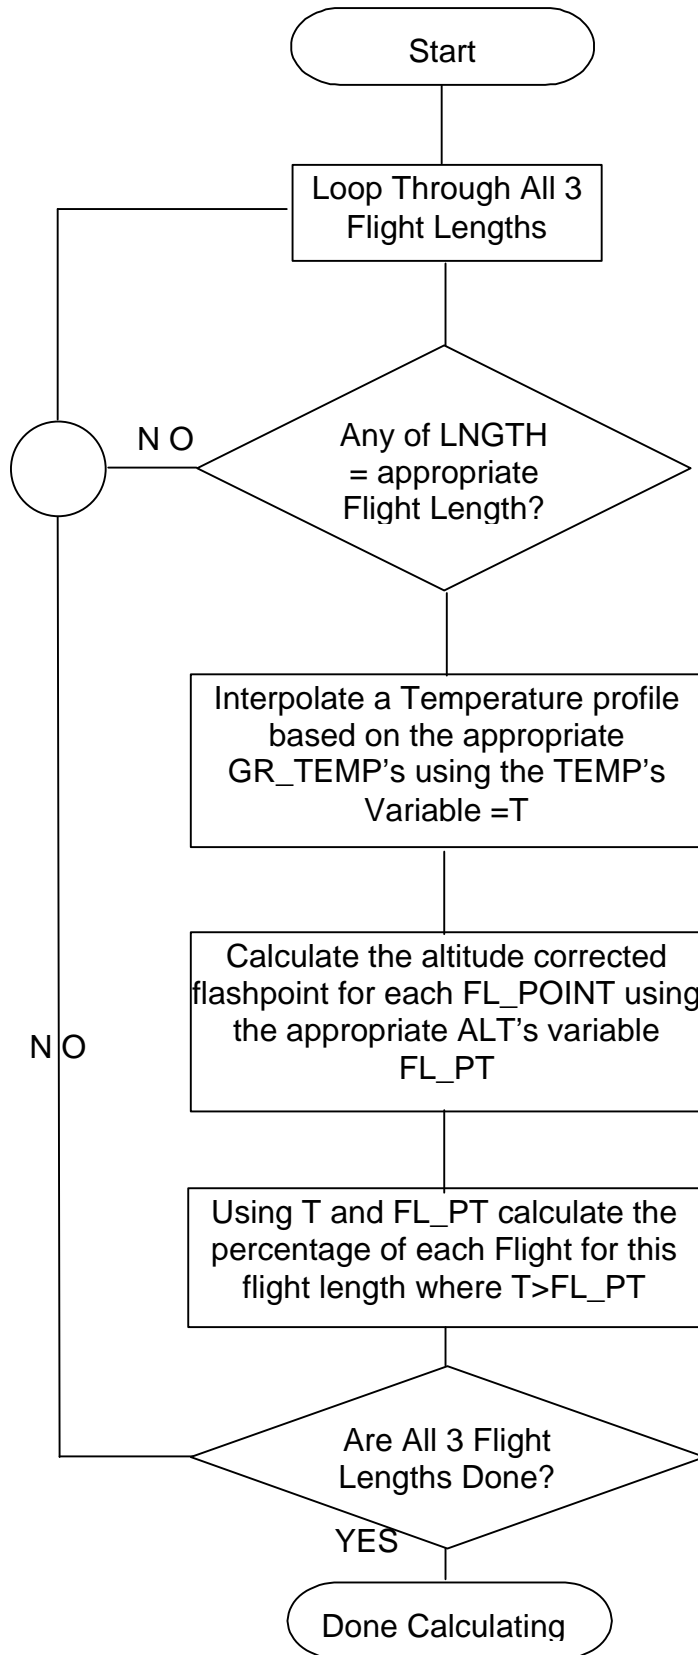 Start
Loop Through All 3
Flight Lengths
N O
Any of LNGTH
= appropriate
Flight Length?
Interpolate a Temperature profile
based on the appropriate
GR_TEMP’s using the TEMP’s
Variable =T
Calculate the altitude corrected
flashpoint for each FL_POINT using
the appropriate ALT’s variable
FL_PT
N O
Using T and FL_PT calculate the
percentage of each Flight for this
flight length where T>FL_PT
Are All 3 Flight
Lengths Done?
YES
Done Calculating